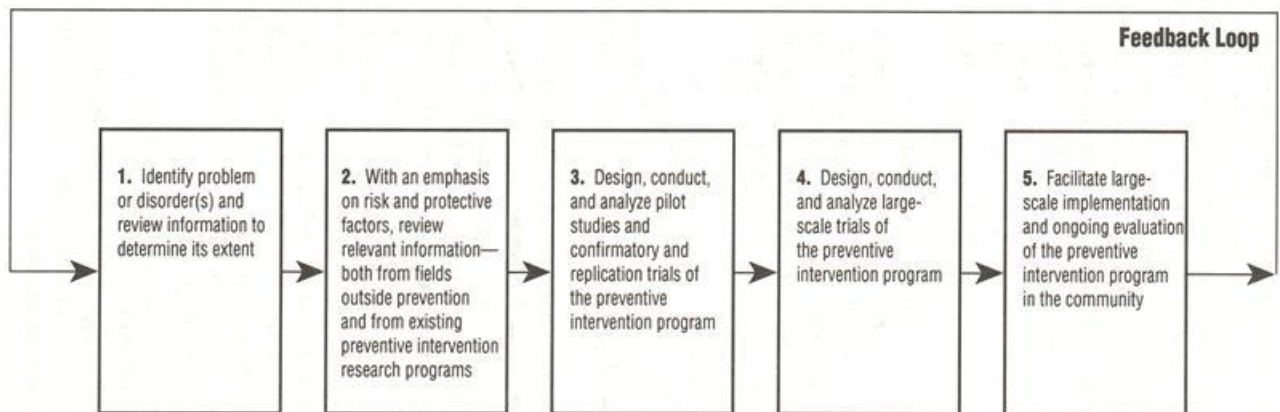 Feedback Loop
1. Identify problem
or disorder(s) and
review information to
determine its extent
2. With an emphasis
on risk and protective
factors, review
relevant information—
both from fields
outside prevention
and from existing
preventive intervention
research programs
3. Design, conduct,
and analyze pilot
studies and
confirmatory and
replication trials of
the preventive
intervention program
4. Design, conduct,
and analyze large-
scale trials of
the preventive
intervention program
5. Facilitate large-
scale implementation
and ongoing evaluation
of the preventive
intervention program
in the community